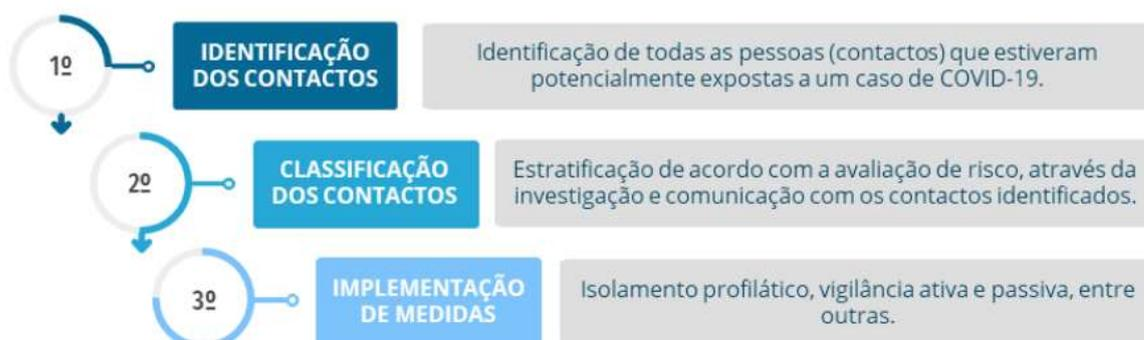 1º
IDENTIFICAÇÃO
DOS CONTACTOS
Identificação de todas as pessoas (contactos) que estiveram
potencialmente expostas a um caso de COVID-19.
2º
CLASSIFICAÇÃO
DOS CONTACTOS
Estratificação de acordo com a avaliação de risco, através da
investigação e comunicação com os contactos identificados.
3º
IMPLEMENTAÇÃO
DE MEDIDAS
Isolamento profilático, vigilância ativa e passiva, entre
outras.